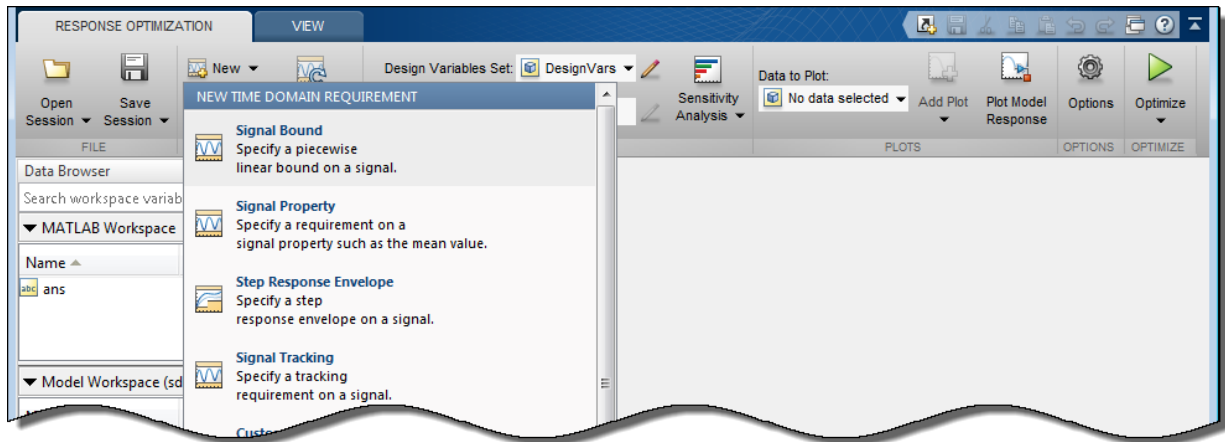 RESPONSE OPTIMIZATION
VIEW
New
Design Variables Set:
DesignVars
Data to Plot:
No data selected
Open
Session
Save
Session
Sensitivity
Analysis
Add Plot
Plot Model
Response
Options
Optimize
FILE
PLOTS
OPTIONS
OPTIMIZE
NEW TIME DOMAIN REQUIREMENT
Signal Bound
Specify a piecewise
linear bound on a signal.
Signal Property
Specify a requirement on a
signal property such as the mean value.
Step Response Envelope
Specify a step
response envelope on a signal.
Signal Tracking
Specify a tracking
requirement on a signal.
Data Browser
Search workspace variab
MATLAB Workspace
Name
abc ans
Model Workspace (sd